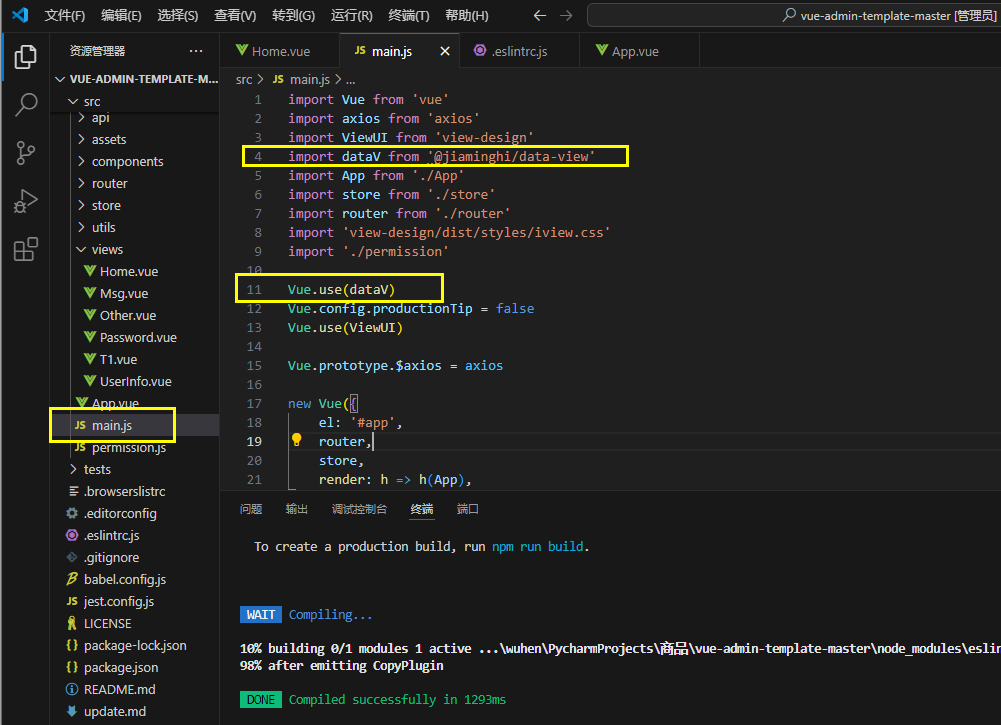 文件(F) 编辑(E) 选择(S) 查看(V) 转到(G) 运行(R) 终端(T) 帮助(H) vue-admin-template-master [管理员]
资源管理器 ...
VUE-ADMIN-TEMPLATE-M...
src
api
assets
components
router
store
utils
views
Home.vue
Msg.vue
Other.vue
Password.vue
T1.vue
UserInfo.vue
App.vue
JS main.js
JS permission.js
tests
.browserslistrc
.editorconfig
.eslintrc.js
.gitignore
babel.config.js
JS jest.config.js
LICENSE
{} package-lock.json
{} package.json
README.md
update.md
Home.vue JS main.js .eslintrc.js App.vue
src > JS main.js > ...
1 import Vue from 'vue'
2 import axios from 'axios'
3 import ViewUI from 'view-design'
4 import dataV from '@jiaminghi/data-view'
5 import App from './App'
6 import store from './store'
7 import router from './router'
8 import 'view-design/dist/styles/iview.css'
9 import './permission'
10
11 Vue.use(dataV)
12 Vue.config.productionTip = false
13 Vue.use(ViewUI)
14
15 Vue.prototype.$axios = axios
16
17 new Vue({
18 el: '#app',
19 router,
20 store,
21 render: h => h(App),
问题 输出 调试控制台 终端 端口
To create a production build, run npm run build.
WAIT Compiling...
10% building 0/1 modules 1 active ...\wuhen\PycharmProjects\商品\vue-admin-template-master\node_modules\eslin
98% after emitting CopyPlugin
DONE Compiled successfully in 1293ms